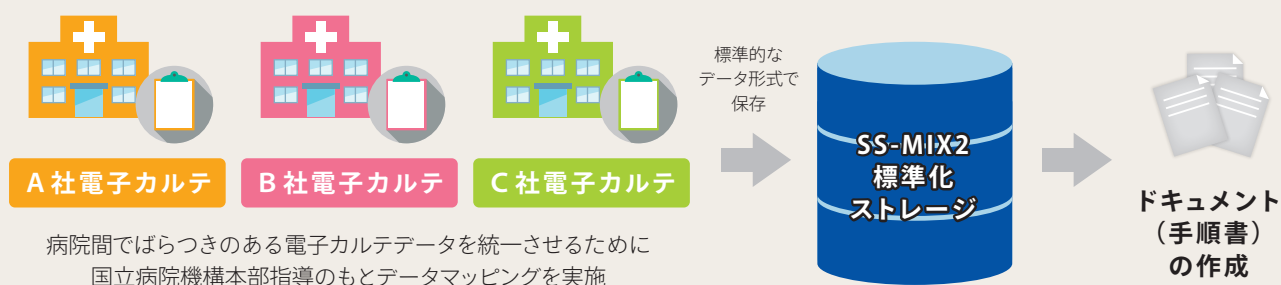 A社電子カルテ
B社電子カルテ
C社電子カルテ
病院間でばらつきのある電子カルテデータを統一させるために
国立病院機構本部指導のもとデータマッピングを実施
標準的な
データ形式で
保存
SS-MIX2
標準化
ストレージ
ドキュメント
（手順書）
の作成